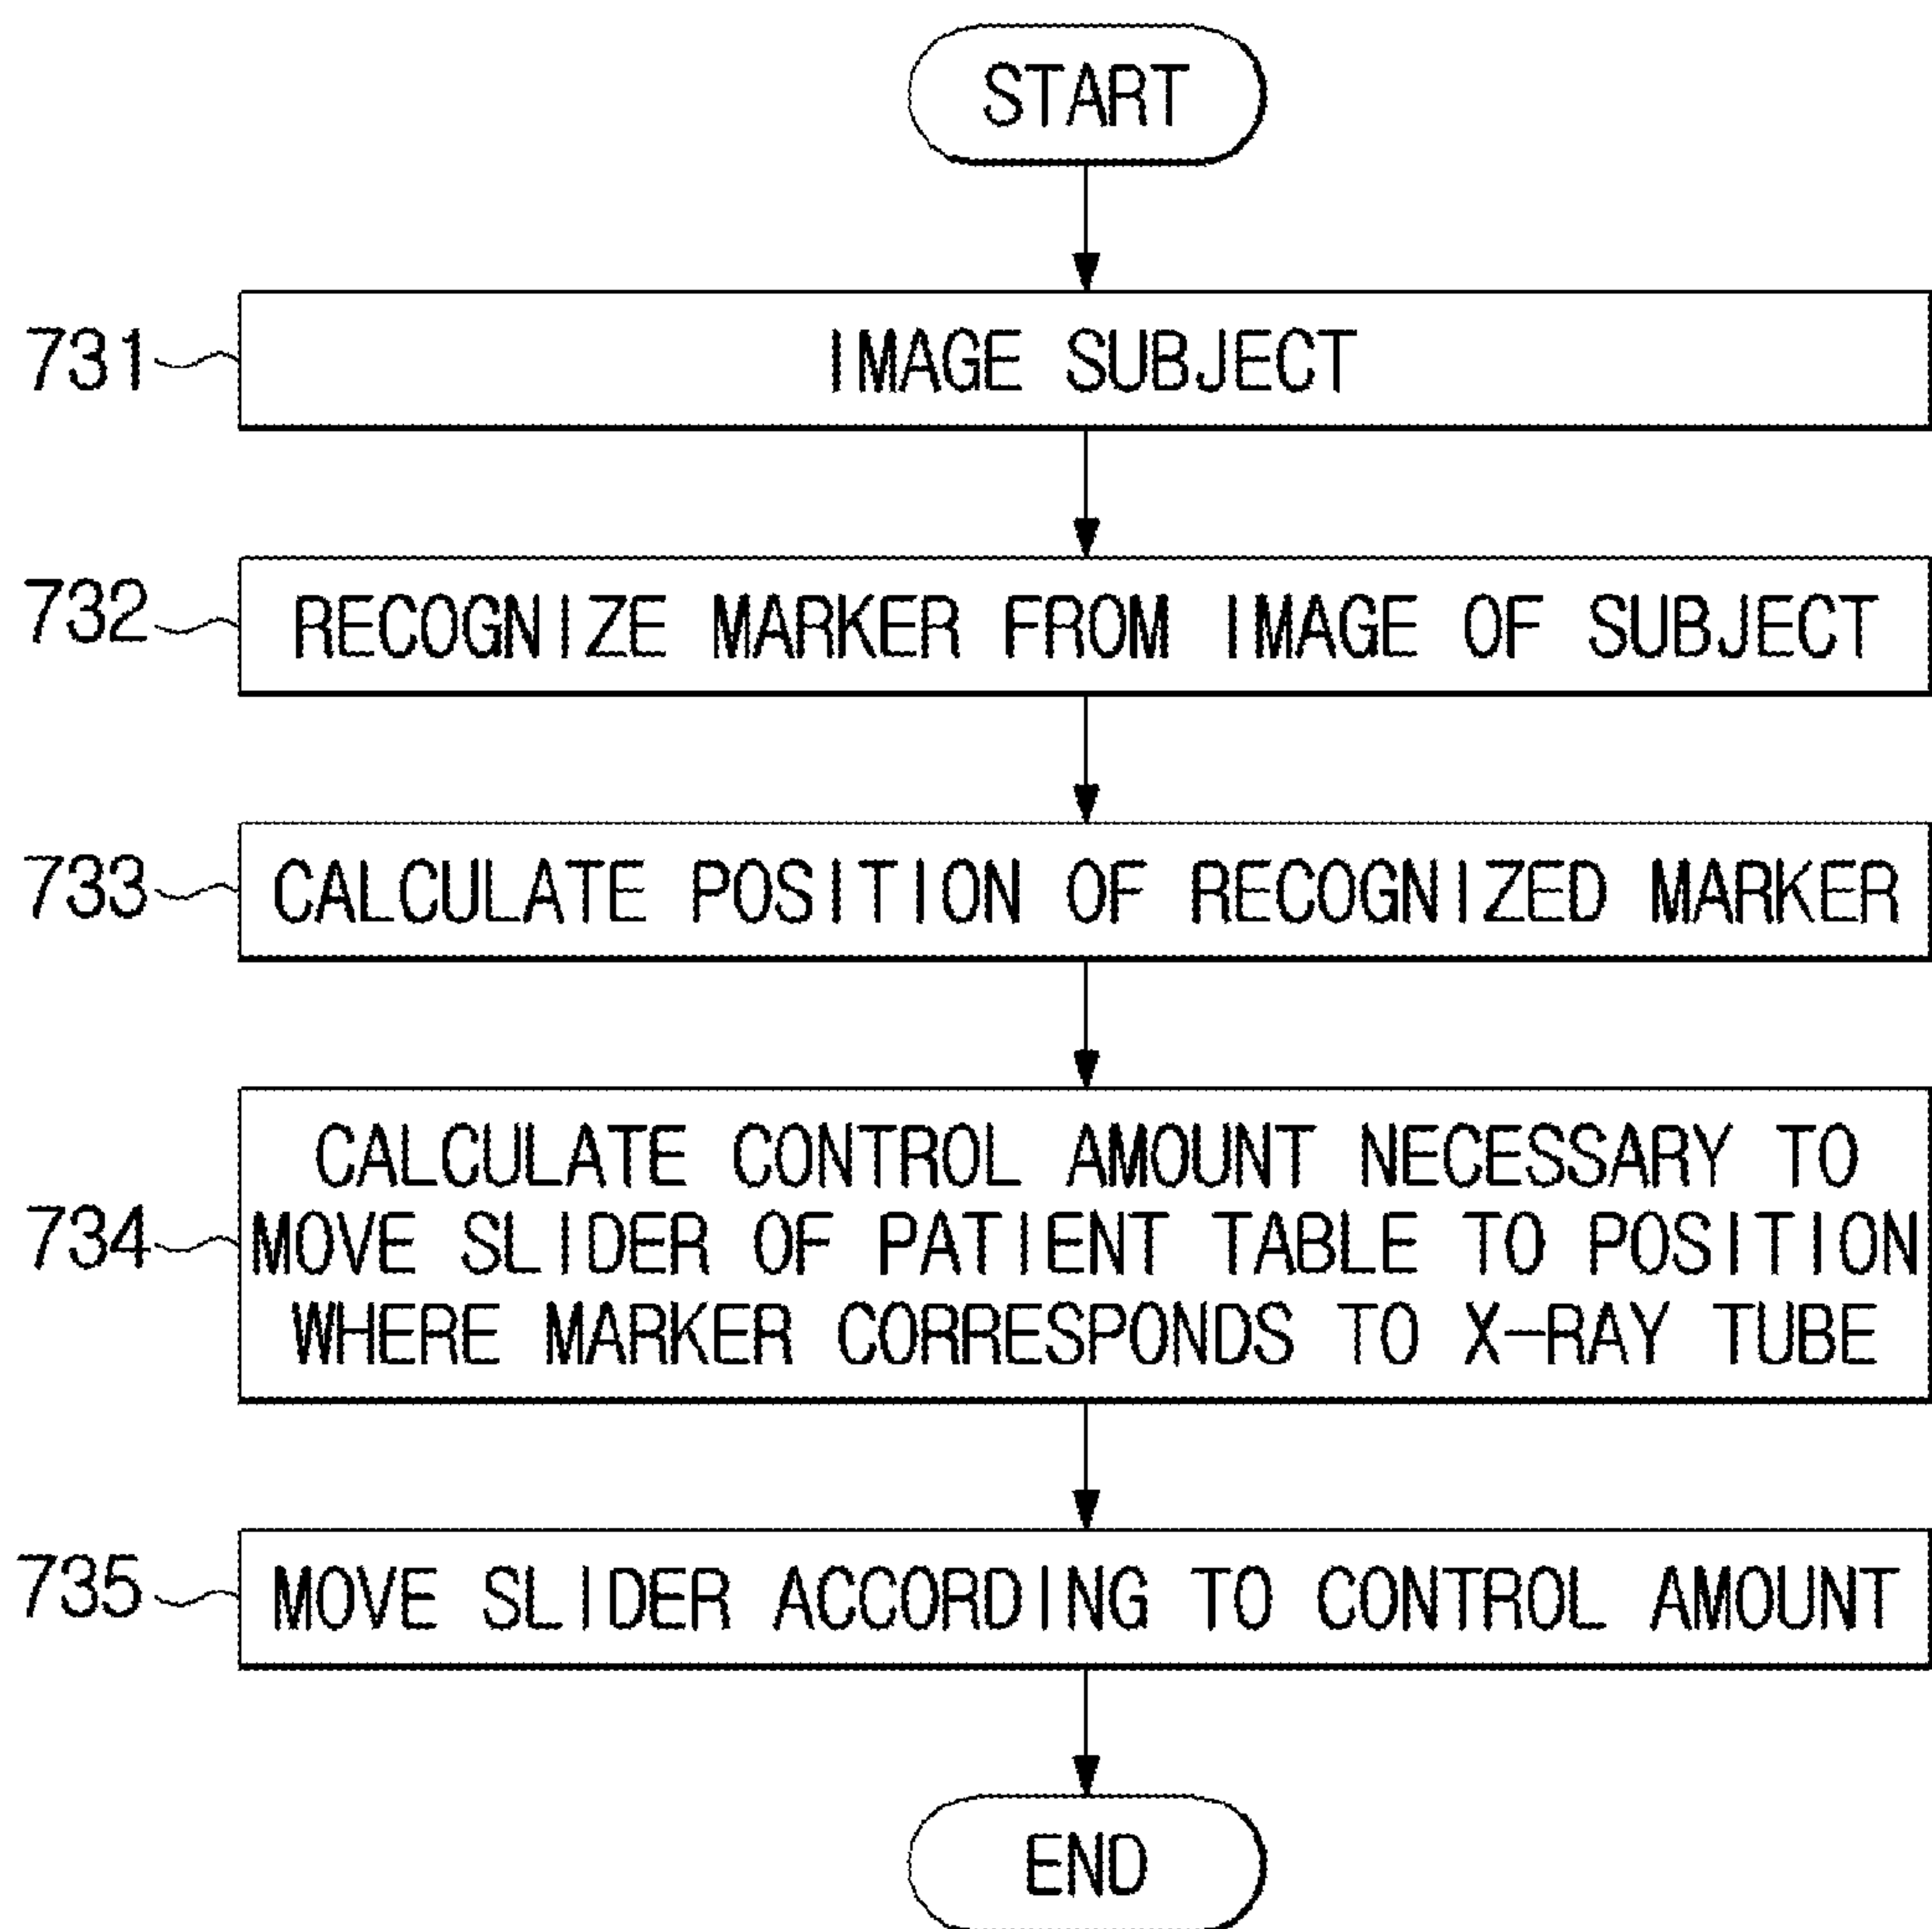 START
731
IMAGE SUBJECT
732
RECOGNIZE MARKER FROM IMAGE OF SUBJECT
733
CALCULATE POSITION OF RECOGNIZED MARKER
734
CALCULATE CONTROL AMOUNT NECESSARY TO
MOVE SLIDER OF PATIENT TABLE TO POSITION
WHERE MARKER CORRESPONDS TO X-RAY TUBE
735
MOVE SLIDER ACCORDING TO CONTROL AMOUNT
END